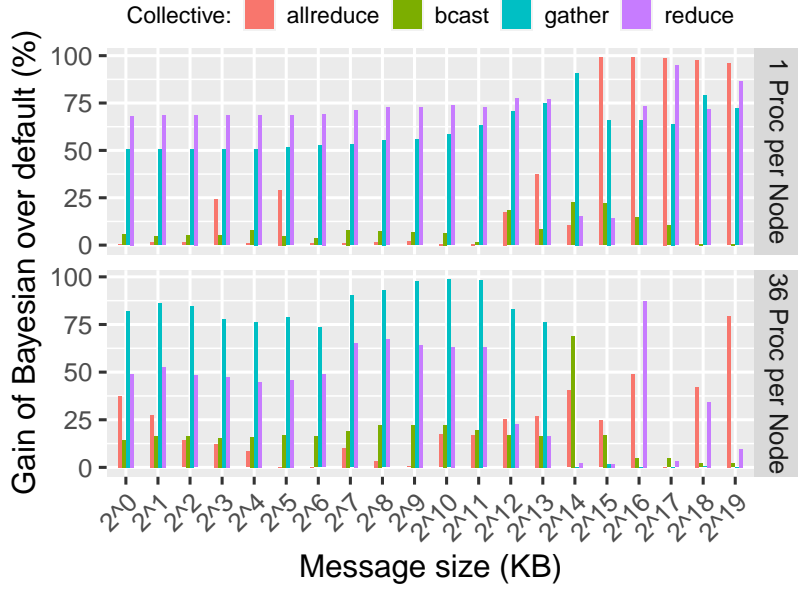 Collective: allreduce bcast gather reduce
Gain of Bayesian over default (%)
100
75
50
25
0
1 Proc per Node
100
75
50
25
0
36 Proc per Node
2^0 2^1 2^2 2^3 2^4 2^5 2^6 2^7 2^8 2^9 2^10 2^11 2^12 2^13 2^14 2^15 2^16 2^17 2^18 2^19
Message size (KB)